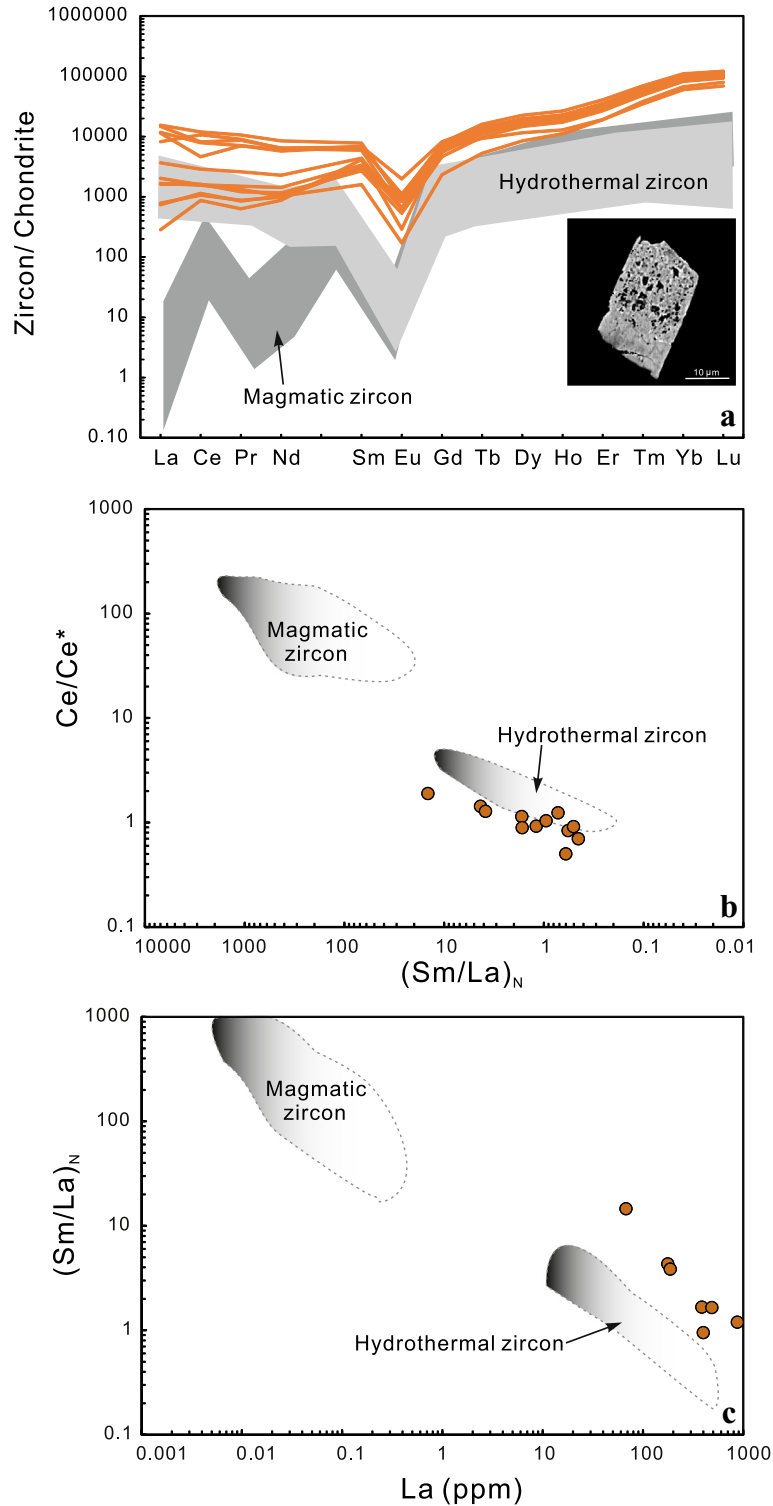 1000000
100000
10000
1000
100
10
1
0.10
Zircon/ Chondrite
Hydrothermal zircon
Magmatic zircon
10 µm
a
La Ce Pr Nd Sm Eu Gd Tb Dy Ho Er Tm Yb Lu
1000
100
10
1
0.1
Ce/Ce*
Magmatic
zircon
Hydrothermal zircon
b
10000 1000 100 10 1 0.1 0.01
(Sm/La)N
1000
100
10
1
0.1
(Sm/La)N
Magmatic
zircon
Hydrothermal zircon
c
0.001 0.01 0.1 1 10 100 1000
La (ppm)